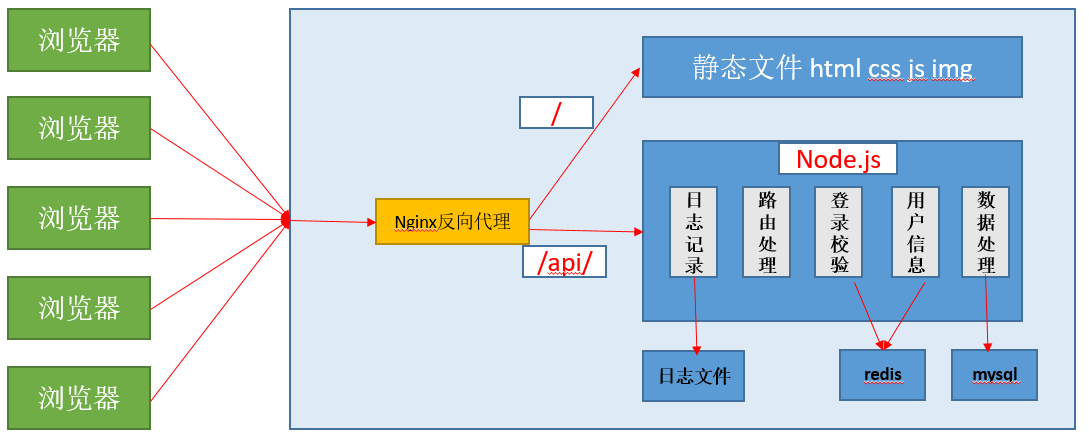 浏览器
浏览器
浏览器
浏览器
浏览器
Nginx反向代理
/
/api/
静态文件 html css js img
Node.js
日志记录
路由处理
登录校验
用户信息
数据处理
日志文件
redis
mysql